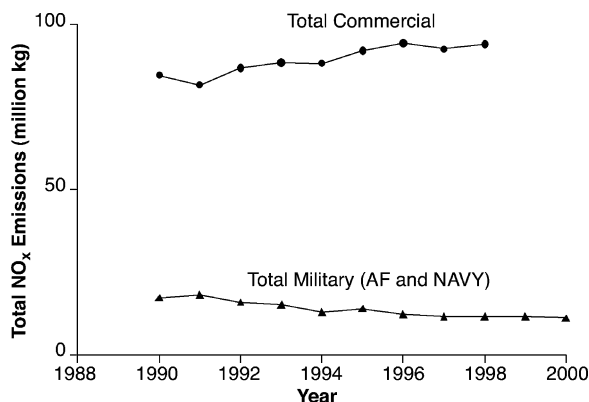 Total Commercial
100
50
0
Total NOx Emissions (million kg)
Total Military (AF and NAVY)
1988 1990 1992 1994 1996 1998 2000
Year